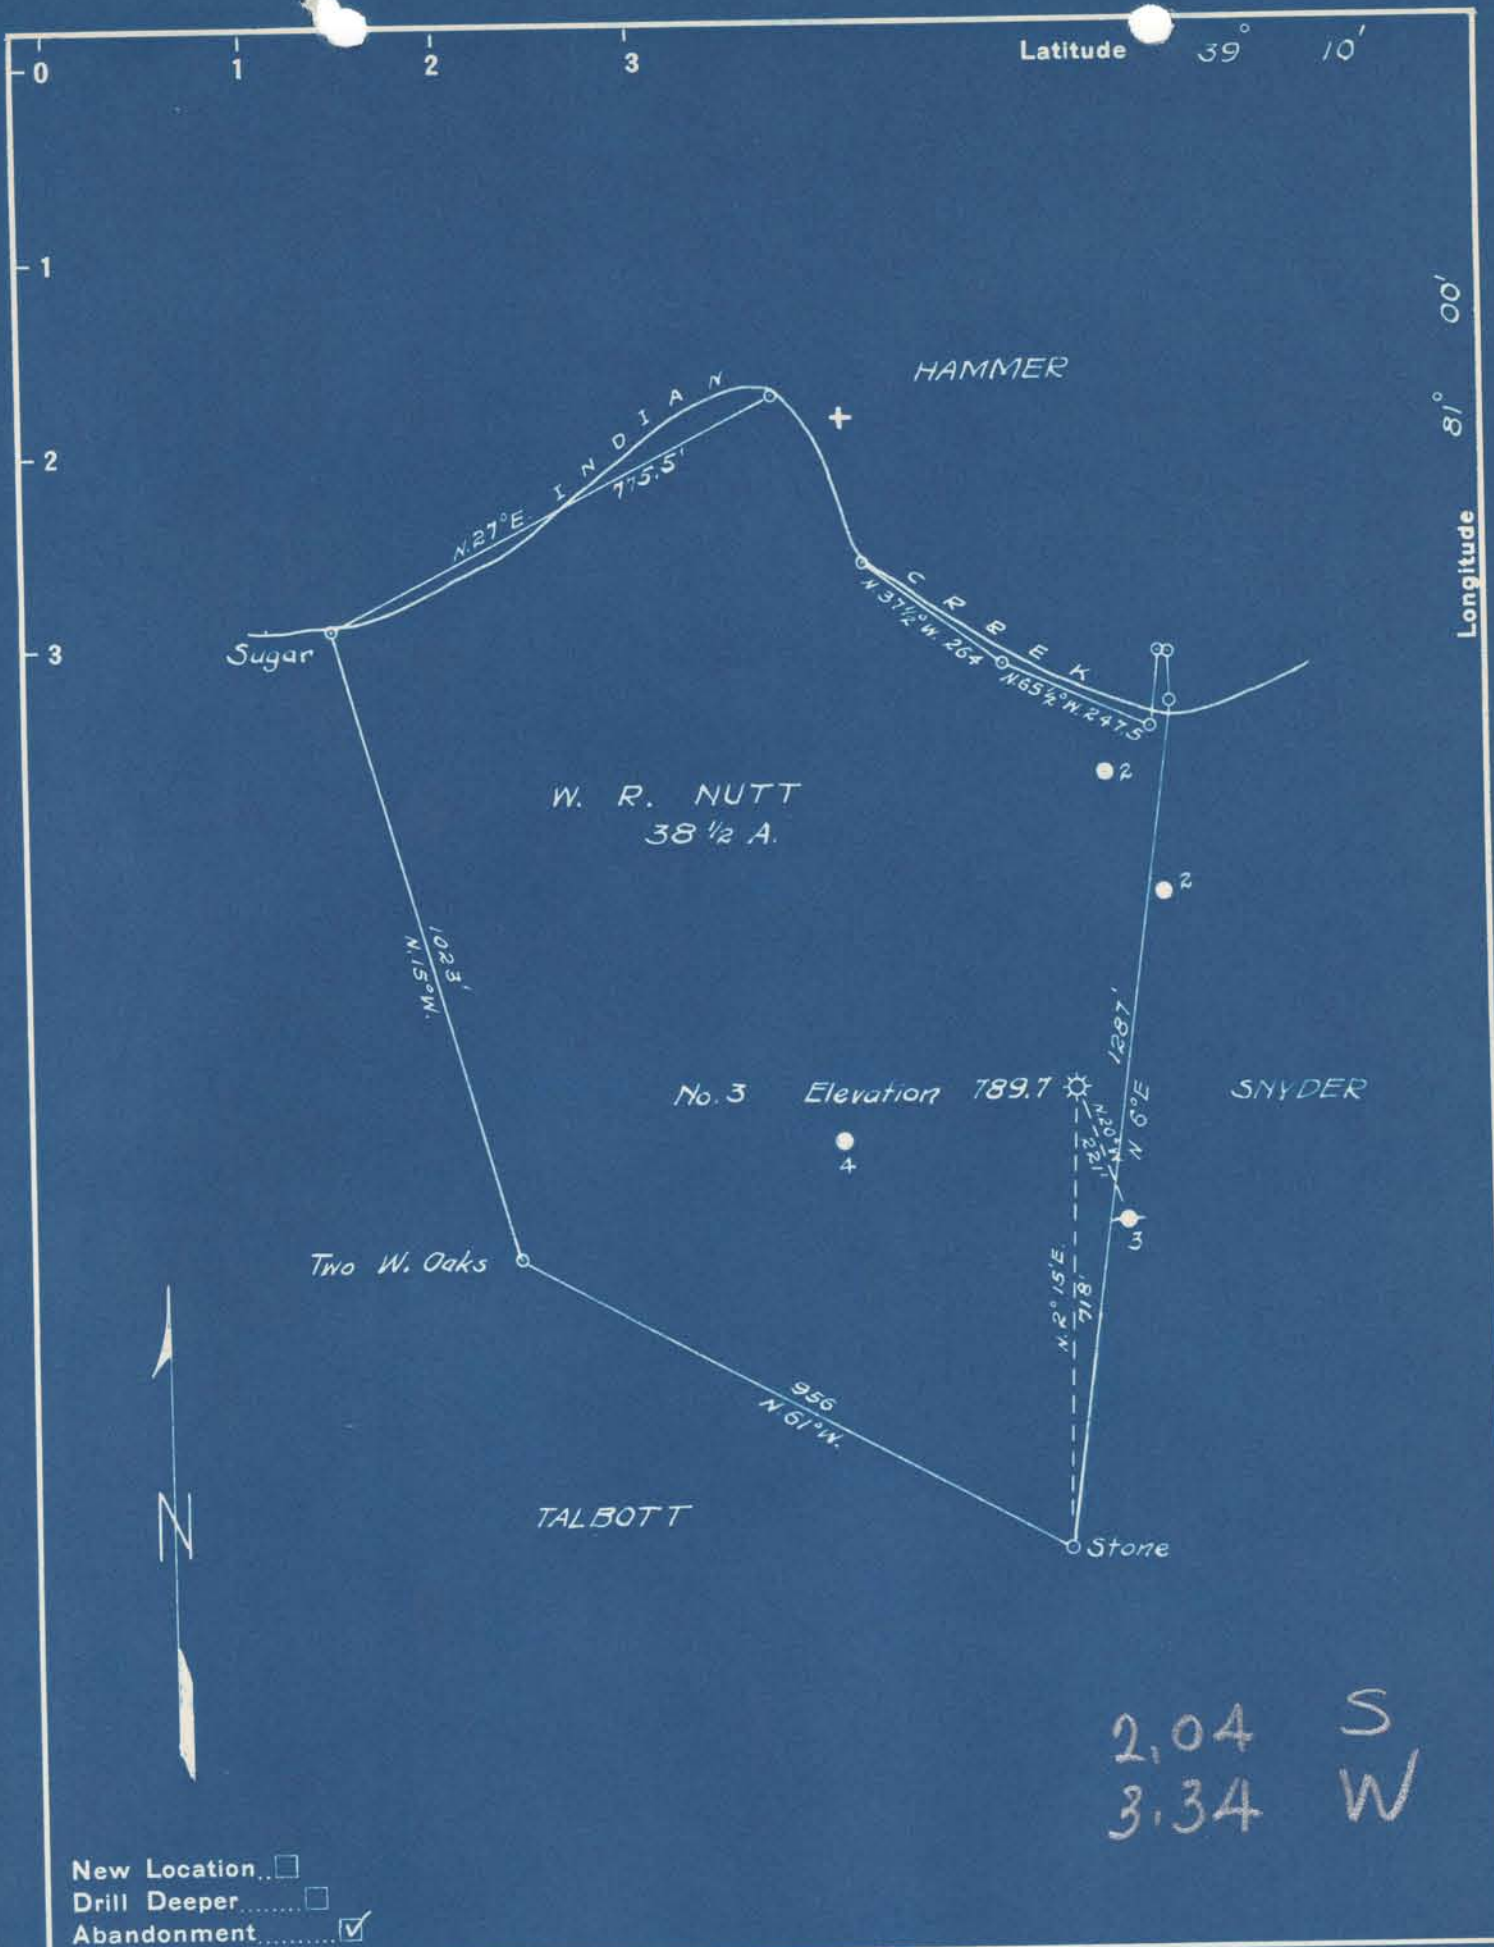 Latitude 39° 10'
0 1 2 3
1
2
3
Longitude 81° 00'
HAMMER
INDIAN
N.27°E. 775.5'
CREEK
N 37½°W. 264
N.65½°W. 247.5
Sugar
2
W. R. NUTT
38 1/2 A.
2
1023'
N.15°W.
1287'
N 9°E
No. 3 Elevation 789.7
SNYDER
N.20°W
221'
4
3
Two W. Oaks
N.2°15'E.
718'
956
N.61°W.
N
TALBOTT
Stone
2.04 S
3.34 W
New Location..
Drill Deeper........
Abandonment.......... ✓